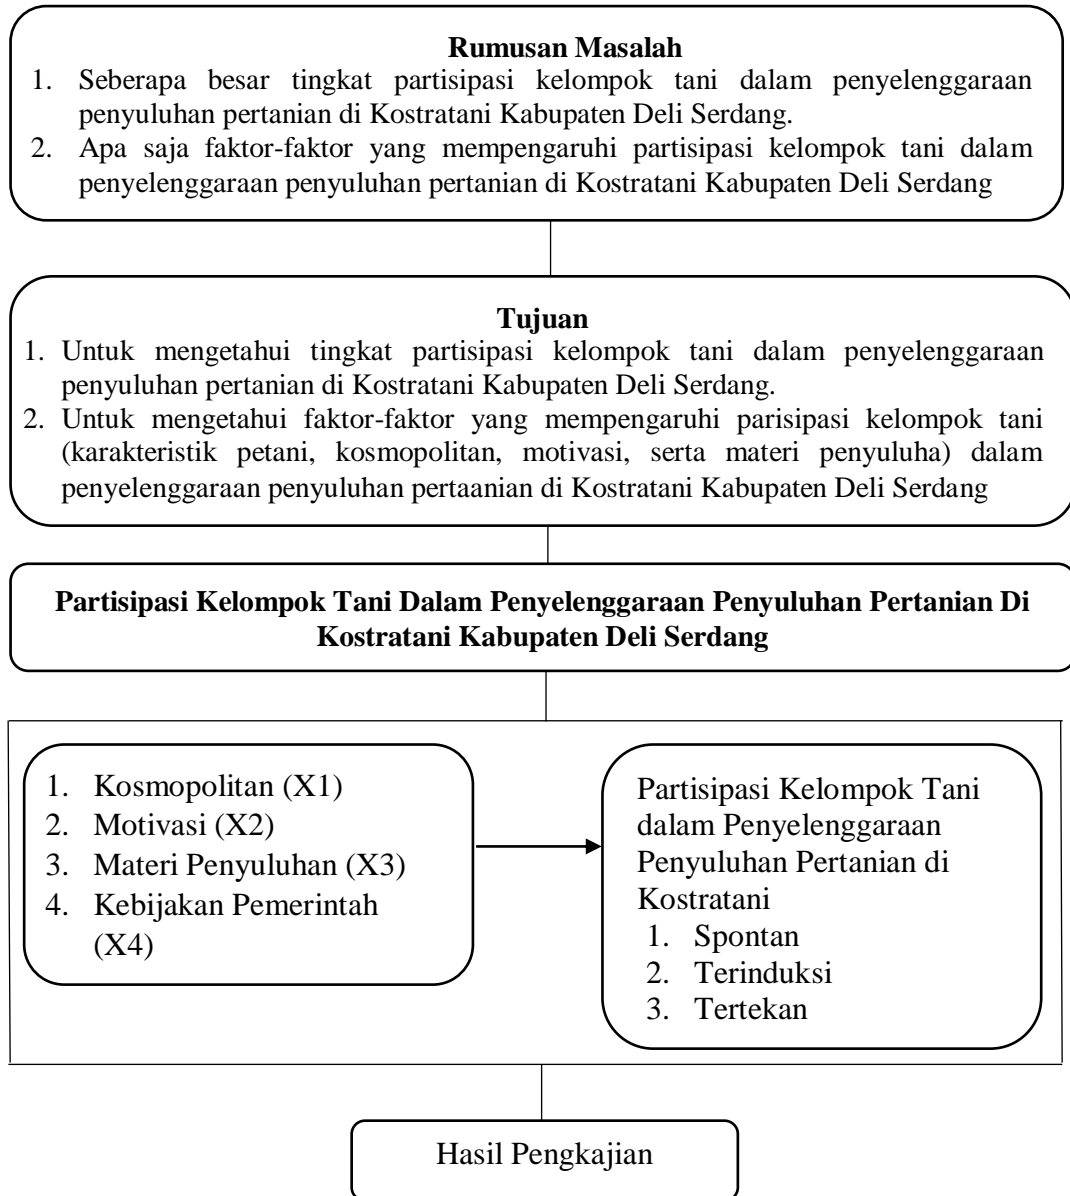 Rumusan Masalah
1. Seberapa besar tingkat partisipasi kelompok tani dalam penyelenggaraan
penyuluhan pertanian di Kostratani Kabupaten Deli Serdang.
2. Apa saja faktor-faktor yang mempengaruhi partisipasi kelompok tani dalam
penyelenggaraan penyuluhan pertanian di Kostratani Kabupaten Deli Serdang
Tujuan
1. Untuk mengetahui tingkat partisipasi kelompok tani dalam penyelenggaraan
penyuluhan pertanian di Kostratani Kabupaten Deli Serdang.
2. Untuk mengetahui faktor-faktor yang mempengaruhi parisipasi kelompok tani
(karakteristik petani, kosmopolitan, motivasi, serta materi penyuluha) dalam
penyelenggaraan penyuluhan pertaanian di Kostratani Kabupaten Deli Serdang
Partisipasi Kelompok Tani Dalam Penyelenggaraan Penyuluhan Pertanian Di
Kostratani Kabupaten Deli Serdang
1. Kosmopolitan (X1)
2. Motivasi (X2)
3. Materi Penyuluhan (X3)
4. Kebijakan Pemerintah
(X4)
Partisipasi Kelompok Tani
dalam Penyelenggaraan
Penyuluhan Pertanian di
Kostratani
1. Spontan
2. Terinduksi
3. Tertekan
Hasil Pengkajian